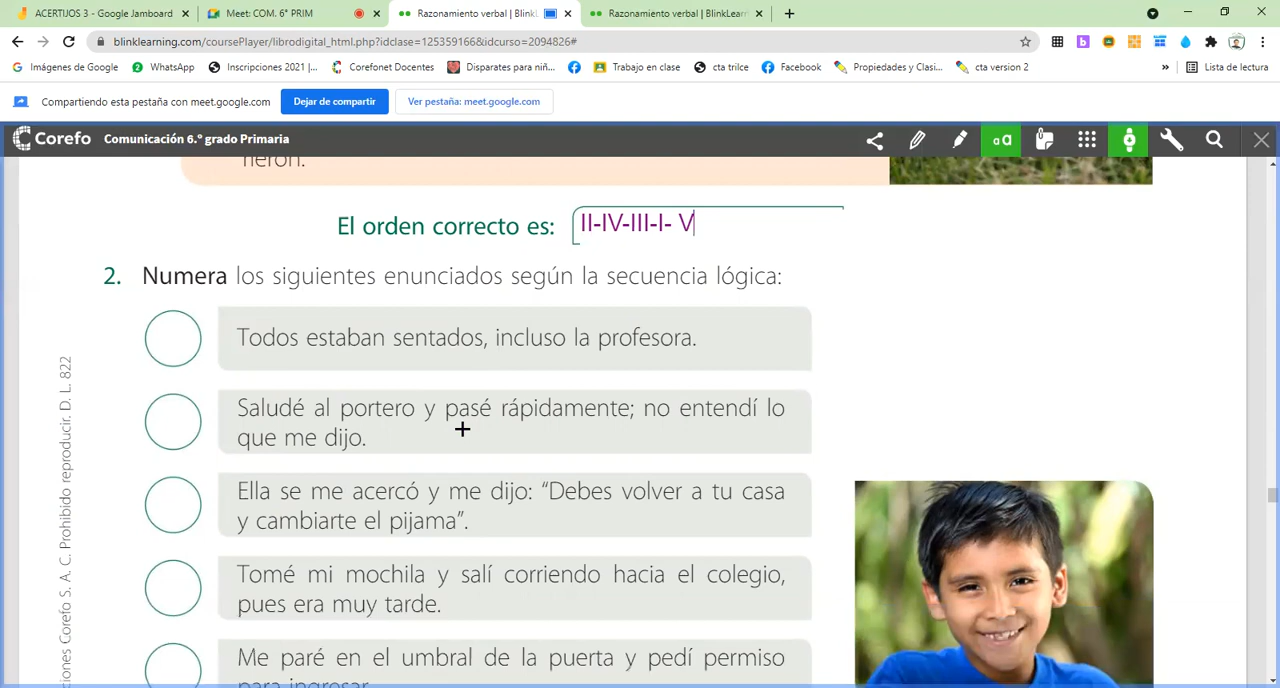 ACERTIJOS 3 - Google Jamboard
Meet: COM. 6° PRIM
Razonamiento verbal | Blink
Razonamiento verbal | BlinkLear
blinklearning.com/coursePlayer/librodigital_html.php?idclase=125359166&idcurso=2094826#
Imágenes de Google
WhatsApp
Inscripciones 2021 |...
Corefonet Docentes
Disparates para niñ...
Trabajo en clase
cta trilce
Facebook
Propiedades y Clasi...
cta version 2
»
Lista de lectura
Compartiendo esta pestaña con meet.google.com
Dejar de compartir
Ver pestaña: meet.google.com
Corefo
Comunicación 6.º grado Primaria
aa
El orden correcto es: II-IV-III-I- V
2. Numera los siguientes enunciados según la secuencia lógica:
Todos estaban sentados, incluso la profesora.
Saludé al portero y pasé rápidamente; no entendí lo
que me dijo.
Ella se me acercó y me dijo: “Debes volver a tu casa
y cambiarte el pijama”.
Tomé mi mochila y salí corriendo hacia el colegio,
pues era muy tarde.
Me paré en el umbral de la puerta y pedí permiso
para ingresar
ciones Corefo S. A. C. Prohibido reproducir. D. L. 822